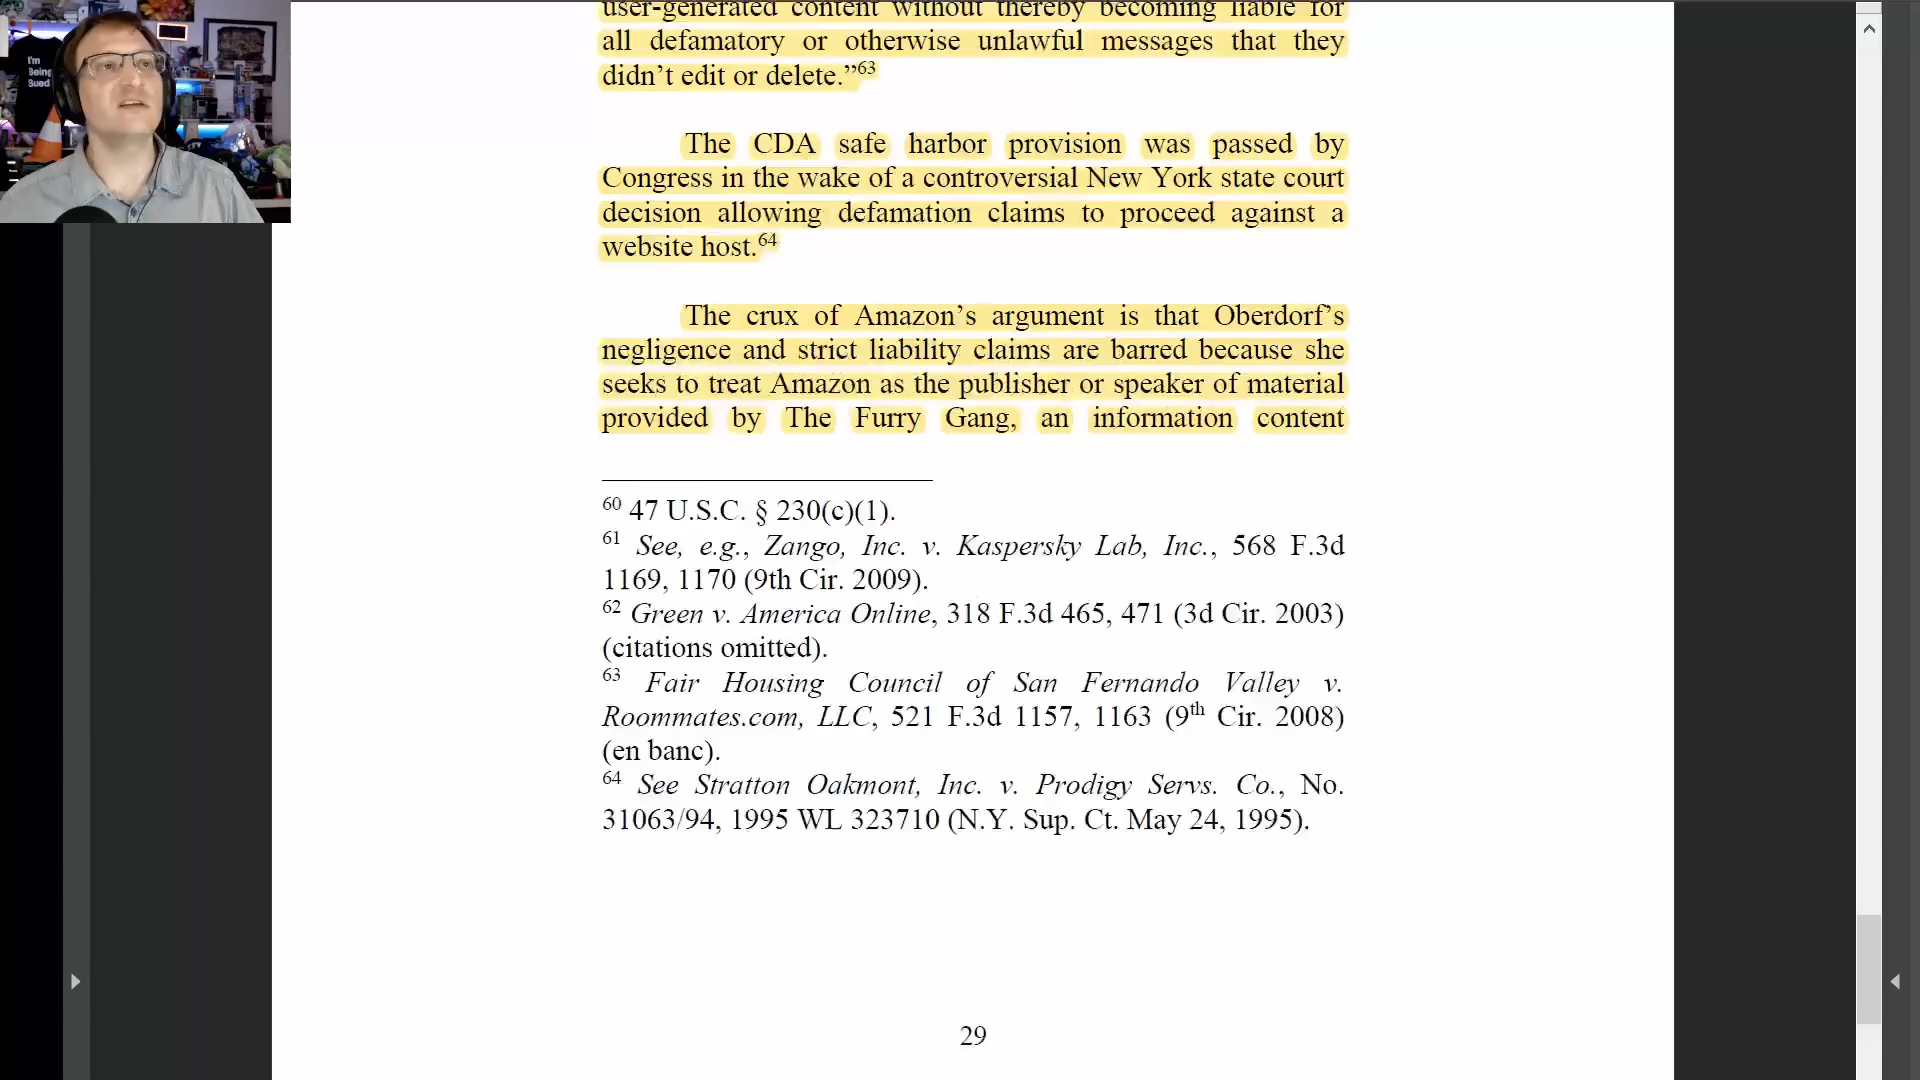 I'm
Being
Sued
user-generated content without thereby becoming liable for
all defamatory or otherwise unlawful messages that they
didn’t edit or delete.”63
The CDA safe harbor provision was passed by
Congress in the wake of a controversial New York state court
decision allowing defamation claims to proceed against a
website host.64
The crux of Amazon’s argument is that Oberdorf’s
negligence and strict liability claims are barred because she
seeks to treat Amazon as the publisher or speaker of material
provided by The Furry Gang, an information content
60 47 U.S.C. § 230(c)(1).
61 See, e.g., Zango, Inc. v. Kaspersky Lab, Inc., 568 F.3d
1169, 1170 (9th Cir. 2009).
62 Green v. America Online, 318 F.3d 465, 471 (3d Cir. 2003)
(citations omitted).
63 Fair Housing Council of San Fernando Valley v.
Roommates.com, LLC, 521 F.3d 1157, 1163 (9th Cir. 2008)
(en banc).
64 See Stratton Oakmont, Inc. v. Prodigy Servs. Co., No.
31063/94, 1995 WL 323710 (N.Y. Sup. Ct. May 24, 1995).
29